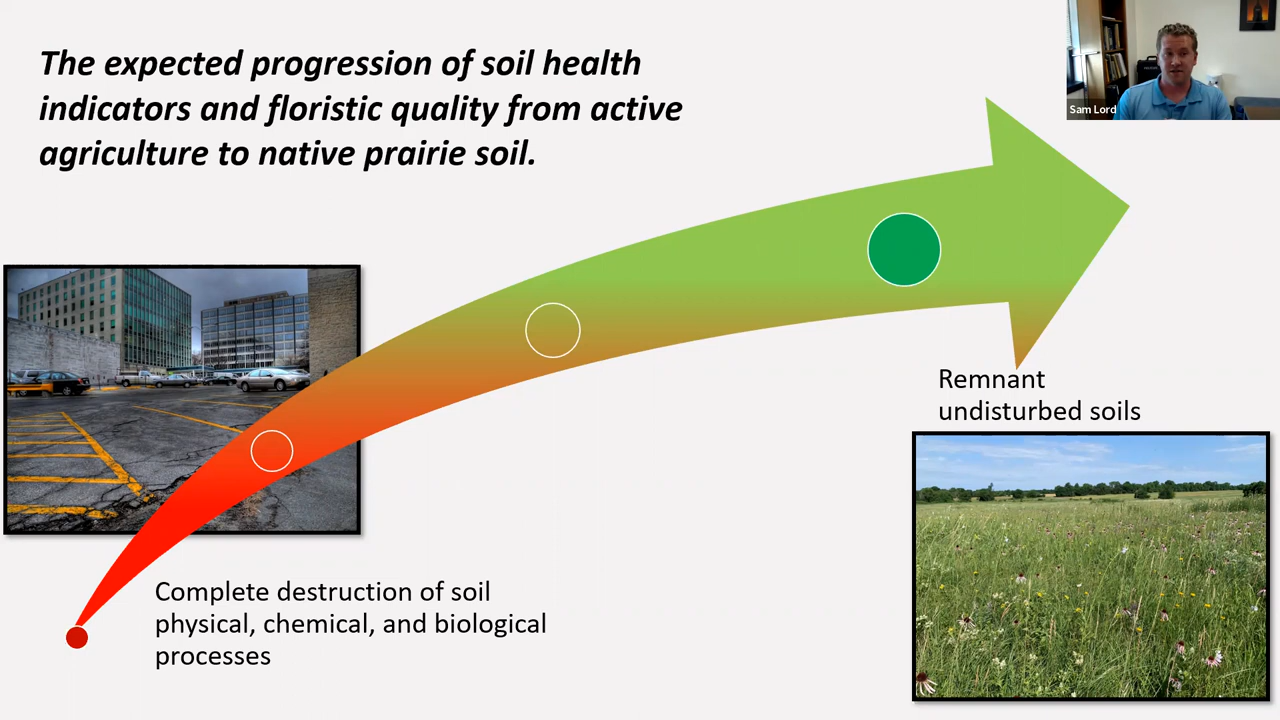 The expected progression of soil health
indicators and floristic quality from active
agriculture to native prairie soil.
Sam Lord
Remnant
undisturbed soils
Complete destruction of soil
physical, chemical, and biological
processes